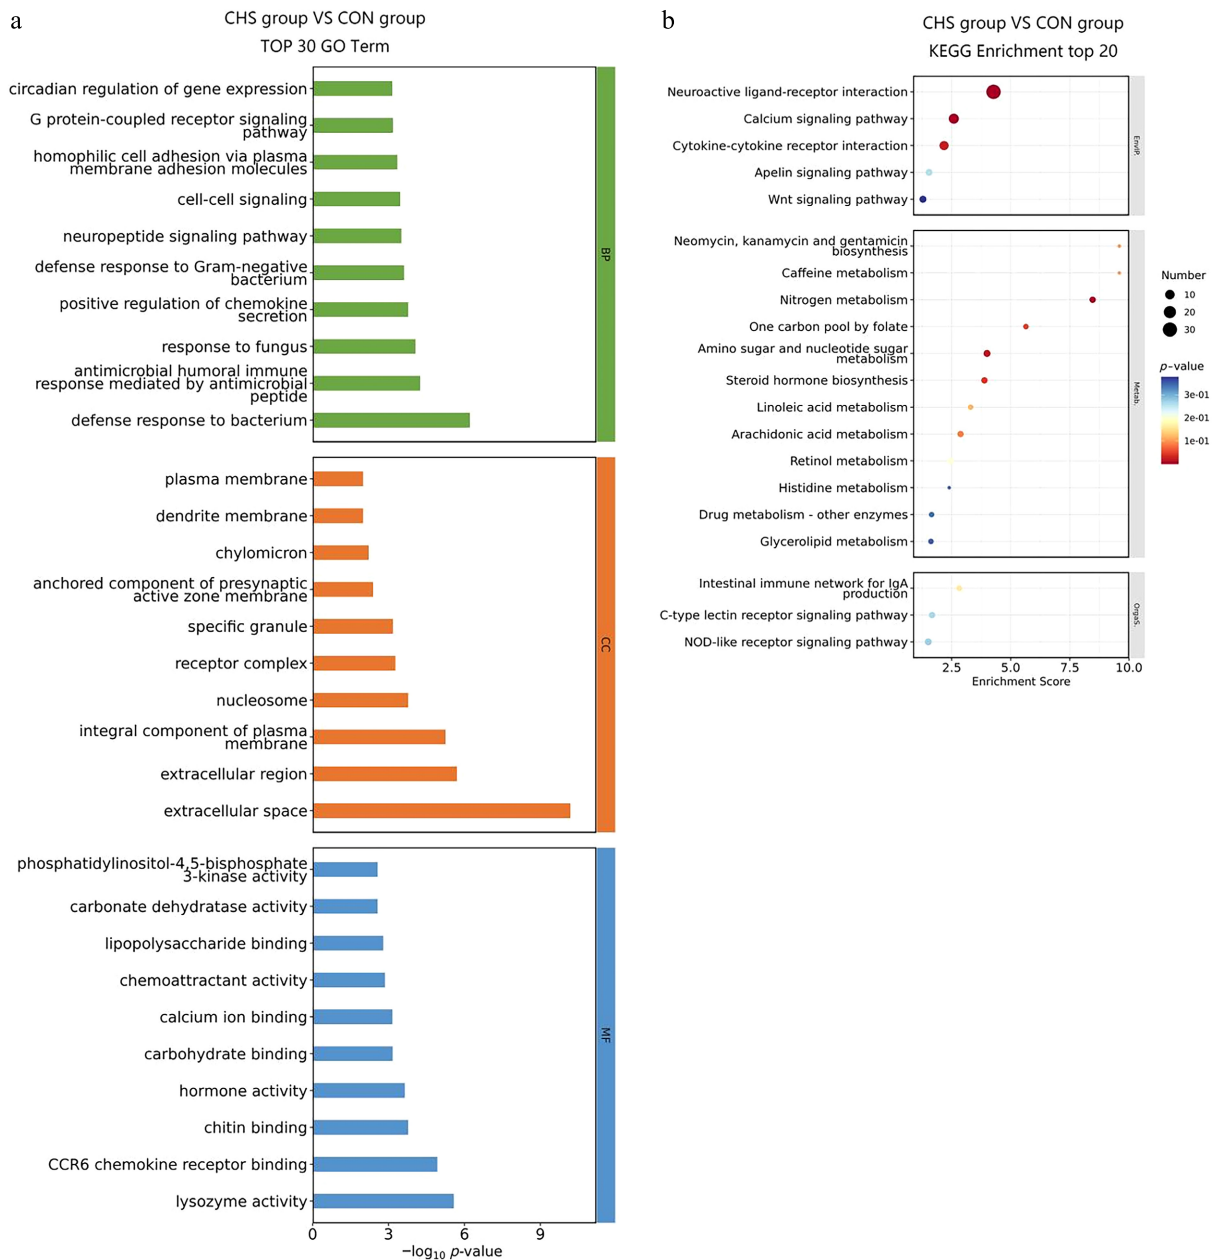 a
CHS group VS CON group
TOP 30 GO Term
circadian regulation of gene expression
G protein-coupled receptor signaling
pathway
homophilic cell adhesion via plasma
membrane adhesion molecules
cell-cell signaling
neuropeptide signaling pathway
defense response to Gram-negative
bacterium
positive regulation of chemokine
secretion
response to fungus
antimicrobial humoral immune
response mediated by antimicrobial
peptide
defense response to bacterium
BP
plasma membrane
dendrite membrane
chylomicron
anchored component of presynaptic
active zone membrane
specific granule
receptor complex
nucleosome
integral component of plasma
membrane
extracellular region
extracellular space
CC
phosphatidylinositol-4,5-bisphosphate
3-kinase activity
carbonate dehydratase activity
lipopolysaccharide binding
chemoattractant activity
calcium ion binding
carbohydrate binding
hormone activity
chitin binding
CCR6 chemokine receptor binding
lysozyme activity
MF
0 3 6 9
−log10 p-value
b
CHS group VS CON group
KEGG Enrichment top 20
Neuroactive ligand-receptor interaction
Calcium signaling pathway
Cytokine-cytokine receptor interaction
Apelin signaling pathway
Wnt signaling pathway
EnvIP.
Neomycin, kanamycin and gentamicin
biosynthesis
Caffeine metabolism
Nitrogen metabolism
One carbon pool by folate
Amino sugar and nucleotide sugar
metabolism
Steroid hormone biosynthesis
Linoleic acid metabolism
Arachidonic acid metabolism
Retinol metabolism
Histidine metabolism
Drug metabolism - other enzymes
Glycerolipid metabolism
Metab.
Intestinal immune network for IgA
production
C-type lectin receptor signaling pathway
NOD-like receptor signaling pathway
OrgaS.
2.5 5.0 7.5 10.0
Enrichment Score
Number
10
20
30
p-value
3e-01
2e-01
1e-01